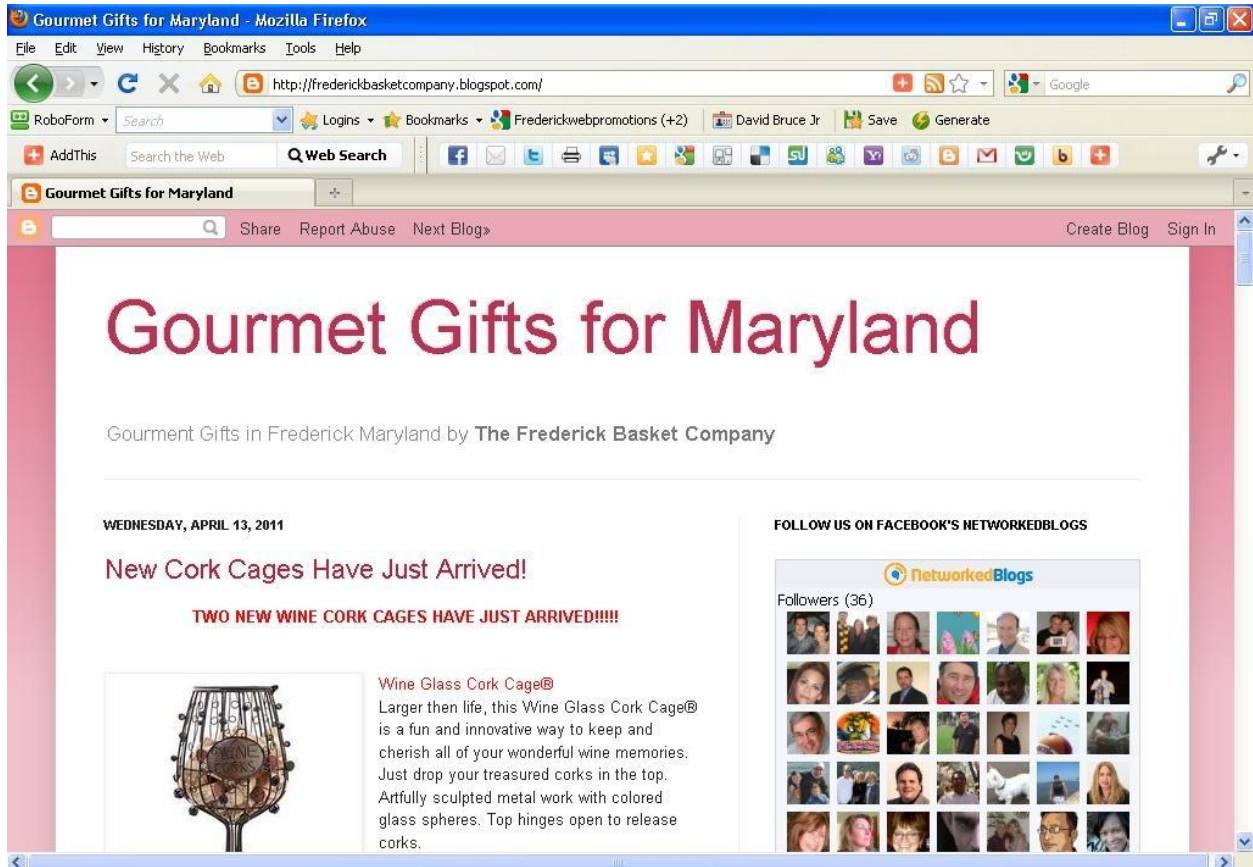 Gourmet Gifts for Maryland - Mozilla Firefox
File Edit View History Bookmarks Tools Help
http://frederickbasketcompany.blogspot.com/ Google
RoboForm Search Logins Bookmarks Frederickwebpromotions (+2) David Bruce Jr Save Generate
AddThis Search the Web Web Search
Gourmet Gifts for Maryland
Share Report Abuse Next Blog» Create Blog Sign In
Gourmet Gifts for Maryland
Gourment Gifts in Frederick Maryland by The Frederick Basket Company
WEDNESDAY, APRIL 13, 2011
New Cork Cages Have Just Arrived!
TWO NEW WINE CORK CAGES HAVE JUST ARRIVED!!!!!
WINE CORKS
Wine Glass Cork Cage®
Larger then life, this Wine Glass Cork Cage®
is a fun and innovative way to keep and
cherish all of your wonderful wine memories.
Just drop your treasured corks in the top.
Artfully sculpted metal work with colored
glass spheres. Top hinges open to release
corks.
FOLLOW US ON FACEBOOK'S NETWORKEDBLOGS
NetworkedBlogs
Followers (36)